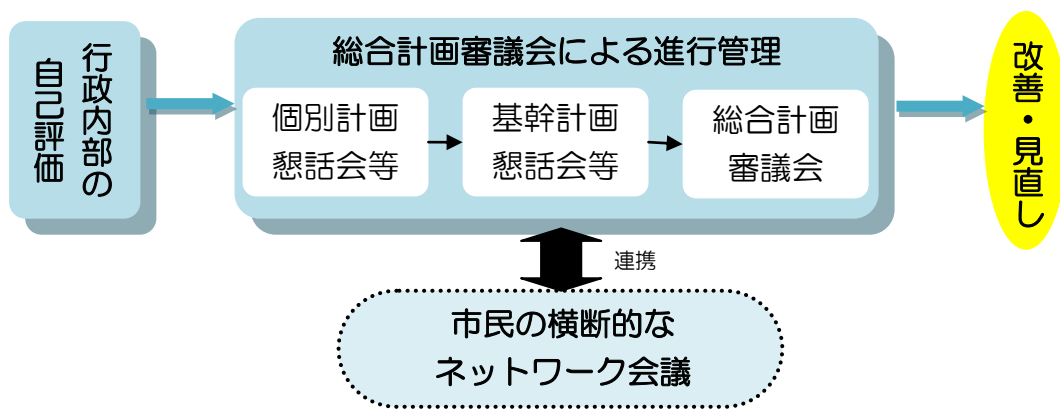 行政内部の
自己評価
総合計画審議会による進行管理
個別計画
懇話会等
基幹計画
懇話会等
総合計画
審議会
改善・見直し
連携
市民の横断的な
ネットワーク会議